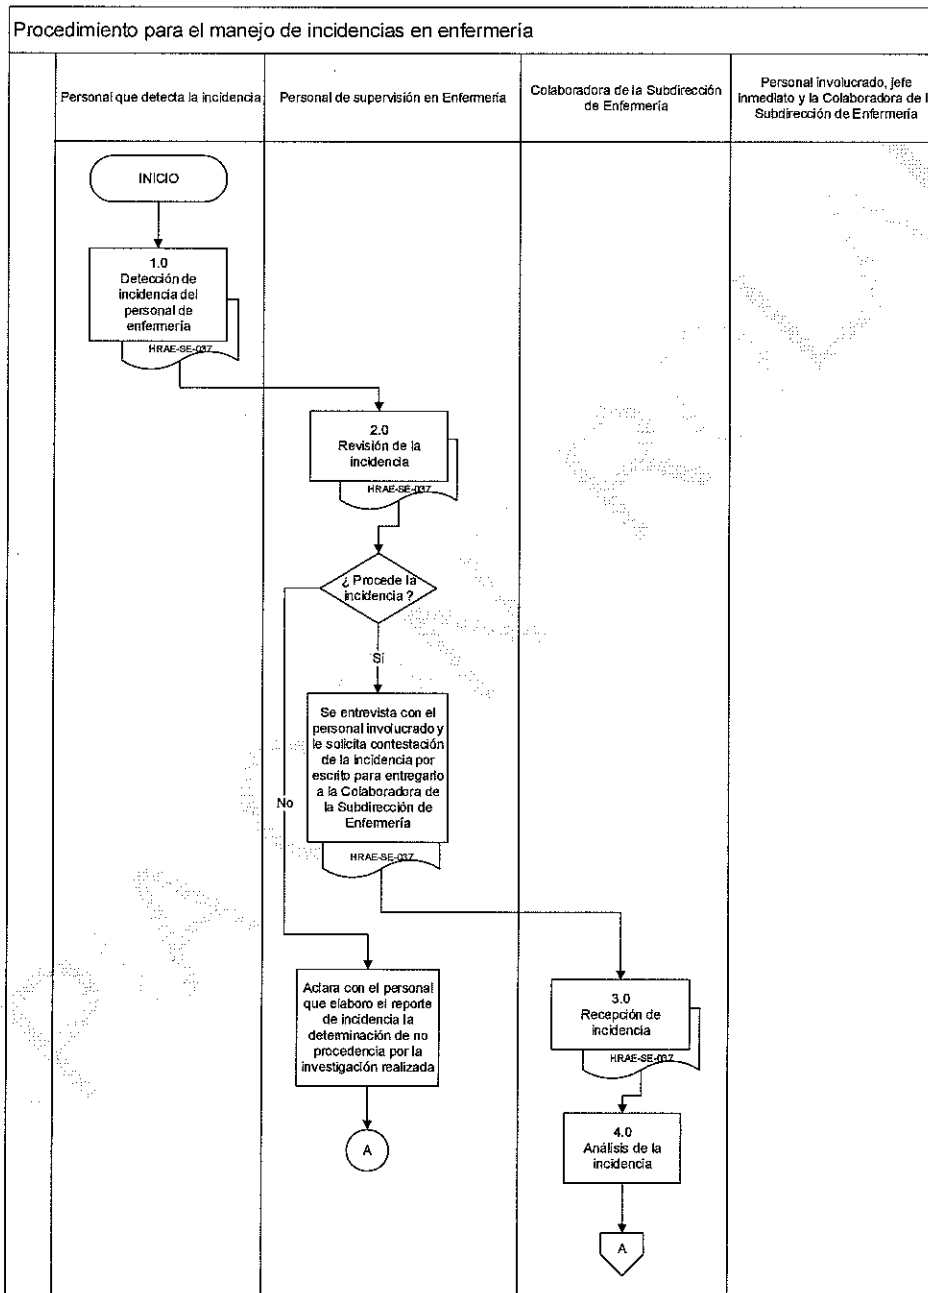 Procedimiento para el manejo de incidencias en enfermería
Personal que detecta la incidencia
Personal de supervisión en Enfermería
Colaboradora de la Subdirección
de Enfermería
Personal involucrado, jefe
inmediato y la Colaboradora de l
Subdirección de Enfermería
INICIO
1.0
Detección de
incidencia del
personal de
enfermería
HRAE-SE-037
2.0
Revisión de la
incidencia
HRAE-SE-037
¿ Procede la
incidencia ?
Sí
No
Se entrevista con el
personal involucrado y
le solicita contestación
de la incidencia por
escrito para entregarlo
a la Colaboradora de
la Subdirección de
Enfermería
HRAE-SE-037
Aclara con el personal
que elaboro el reporte
de incidencia la
determinación de no
procedencia por la
investigación realizada
A
3.0
Recepción de
incidencia
HRAE-SE-037
4.0
Análisis de la
incidencia
A